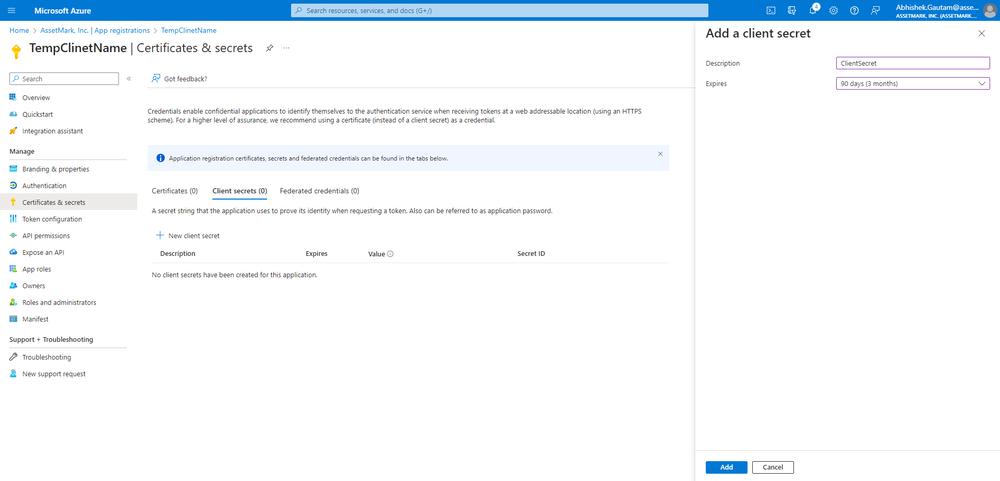 Microsoft Azure
Search resources, services, and docs (G+/)
4
Abhishek.Gautam@asse...
ASSETMARK, INC. (ASSETMARK....
Home > AssetMark, Inc. | App registrations > TempClinetName
TempClinetName | Certificates & secrets
Search
Overview
Quickstart
Integration assistant
Manage
Branding & properties
Authentication
Certificates & secrets
Token configuration
API permissions
Expose an API
App roles
Owners
Roles and administrators
Manifest
Support + Troubleshooting
Troubleshooting
New support request
Got feedback?
Credentials enable confidential applications to identify themselves to the authentication service when receiving tokens at a web addressable location (using an HTTPS
scheme). For a higher level of assurance, we recommend using a certificate (instead of a client secret) as a credential.
Application registration certificates, secrets and federated credentials can be found in the tabs below.
Certificates (0) Client secrets (0) Federated credentials (0)
A secret string that the application uses to prove its identity when requesting a token. Also can be referred to as application password.
New client secret
Description Expires Value Secret ID
No client secrets have been created for this application.
Add a client secret
Description ClientSecret
Expires 90 days (3 months)
Add Cancel